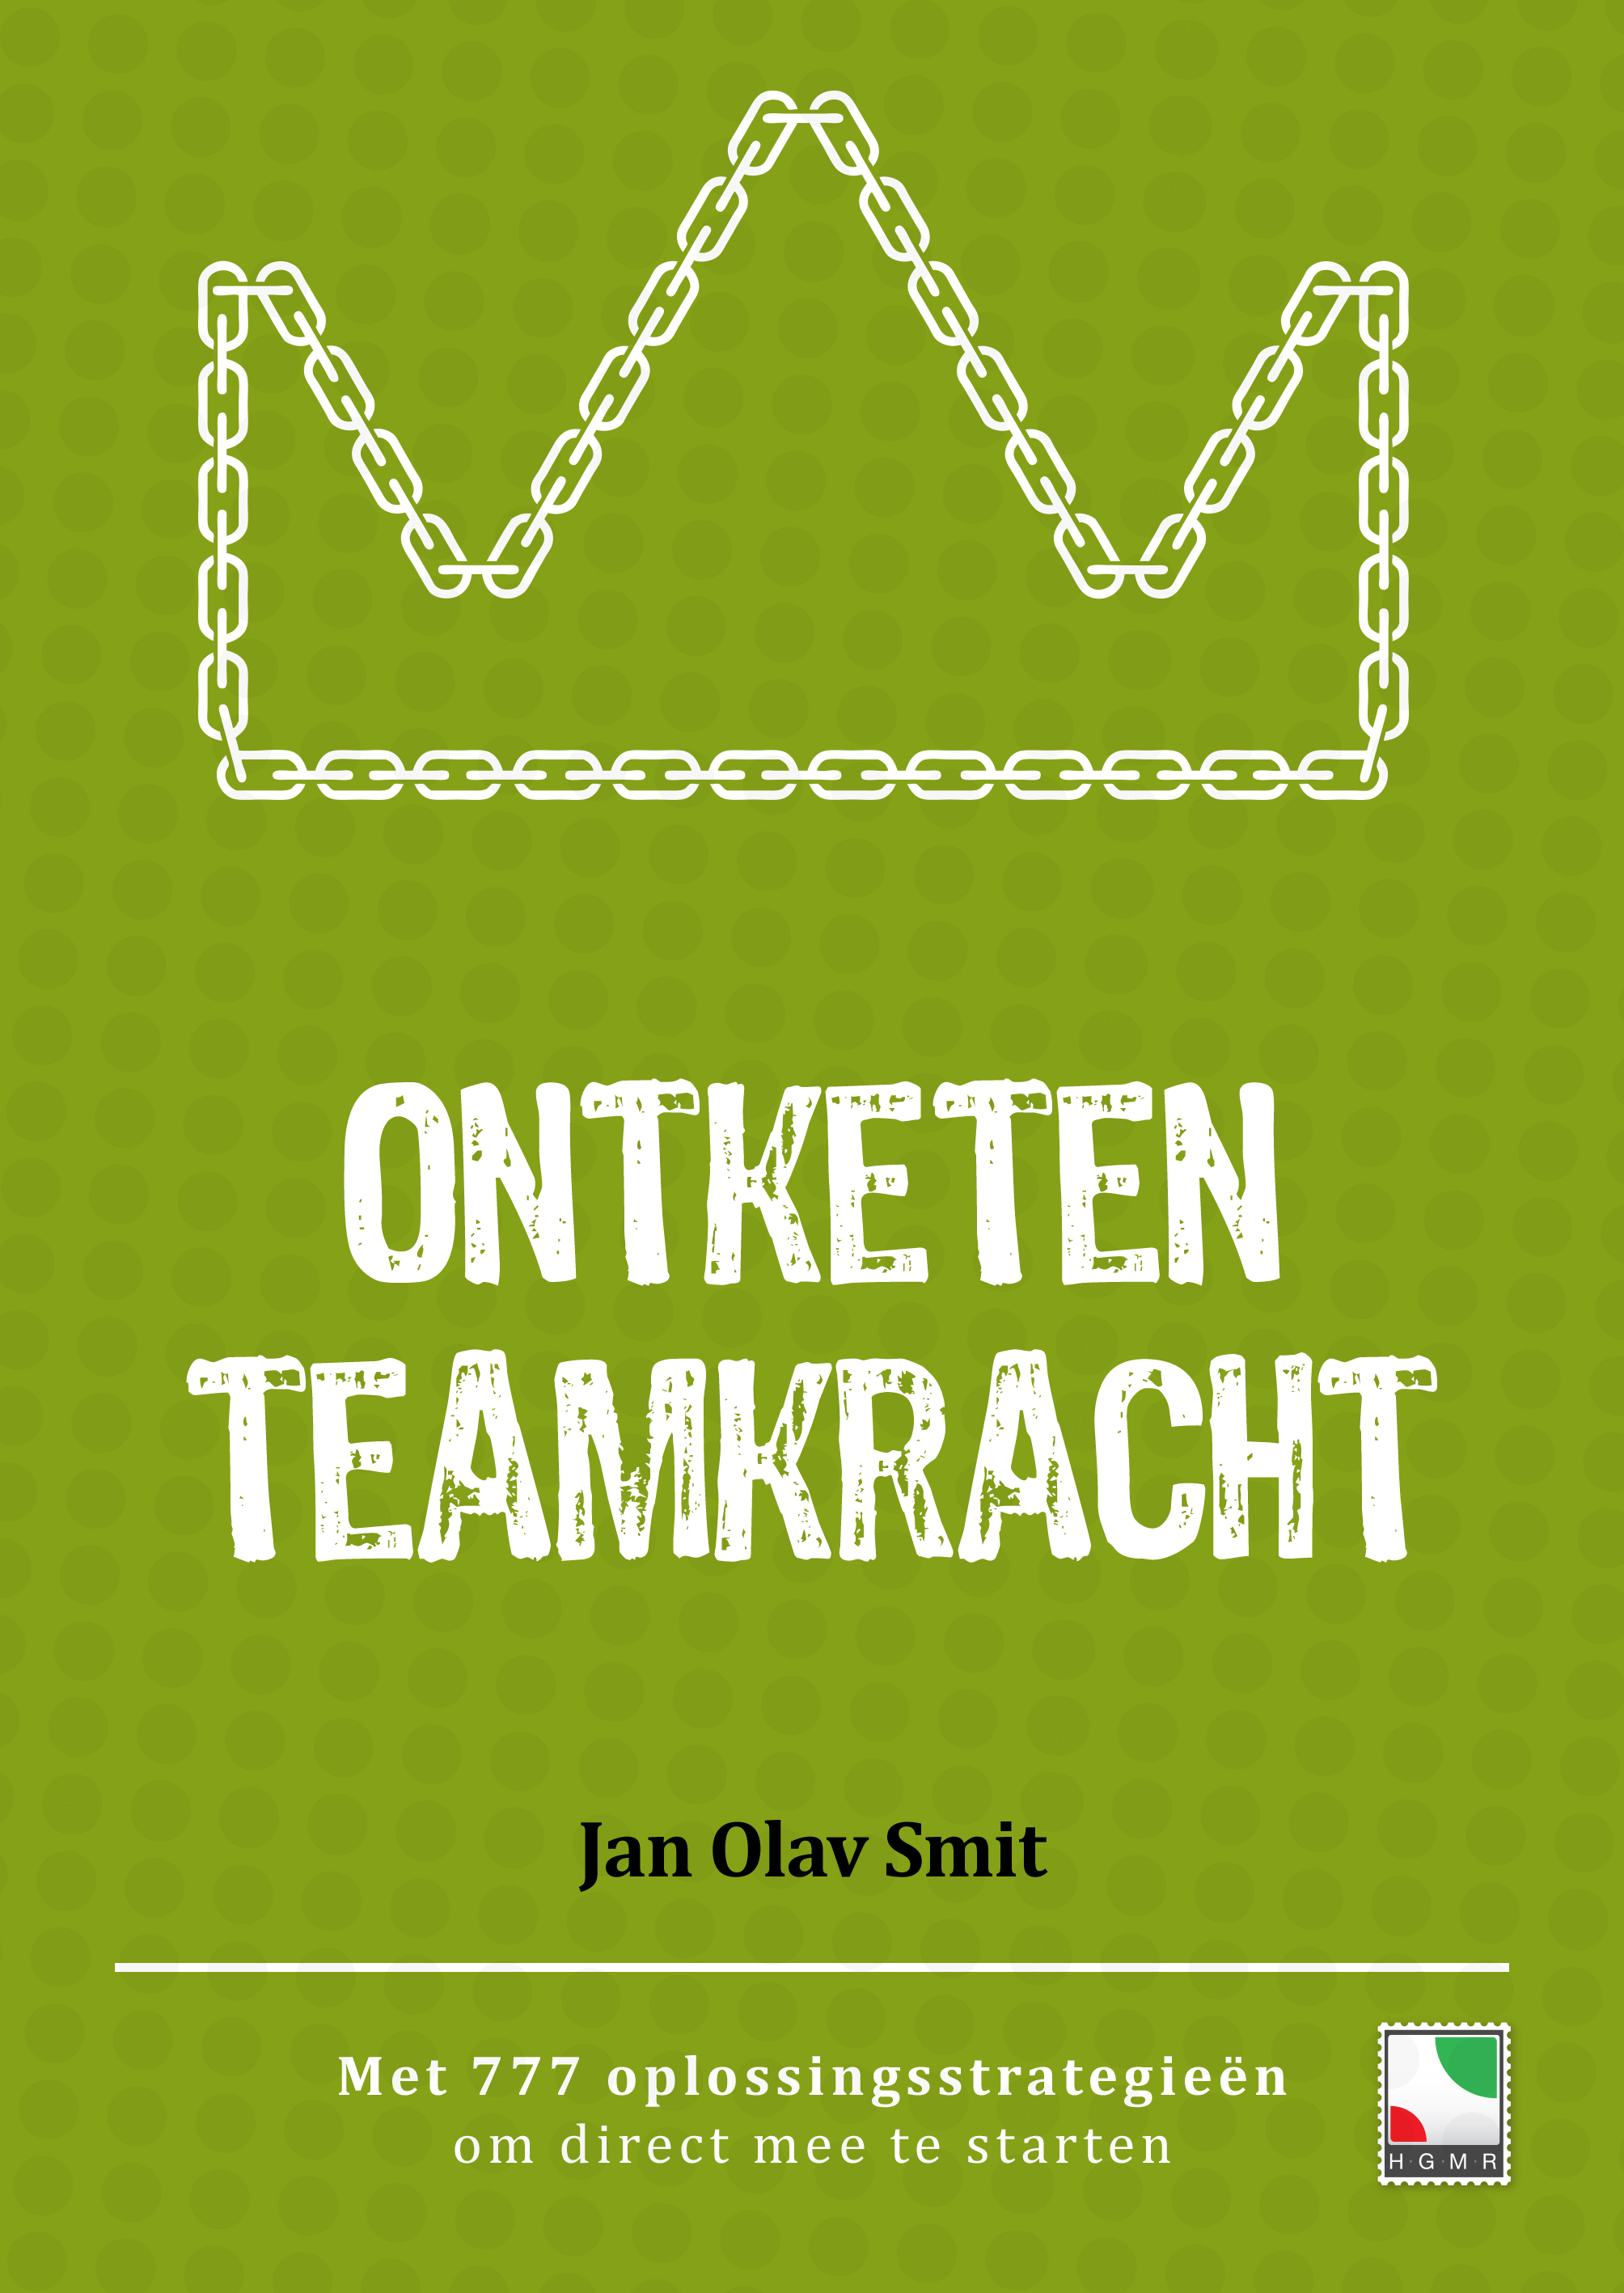 ONTKETEN
TEAMKRACHT
Jan Olav Smit
Met 777 oplossingsstrategieën
om direct mee te starten
H·G·M·R